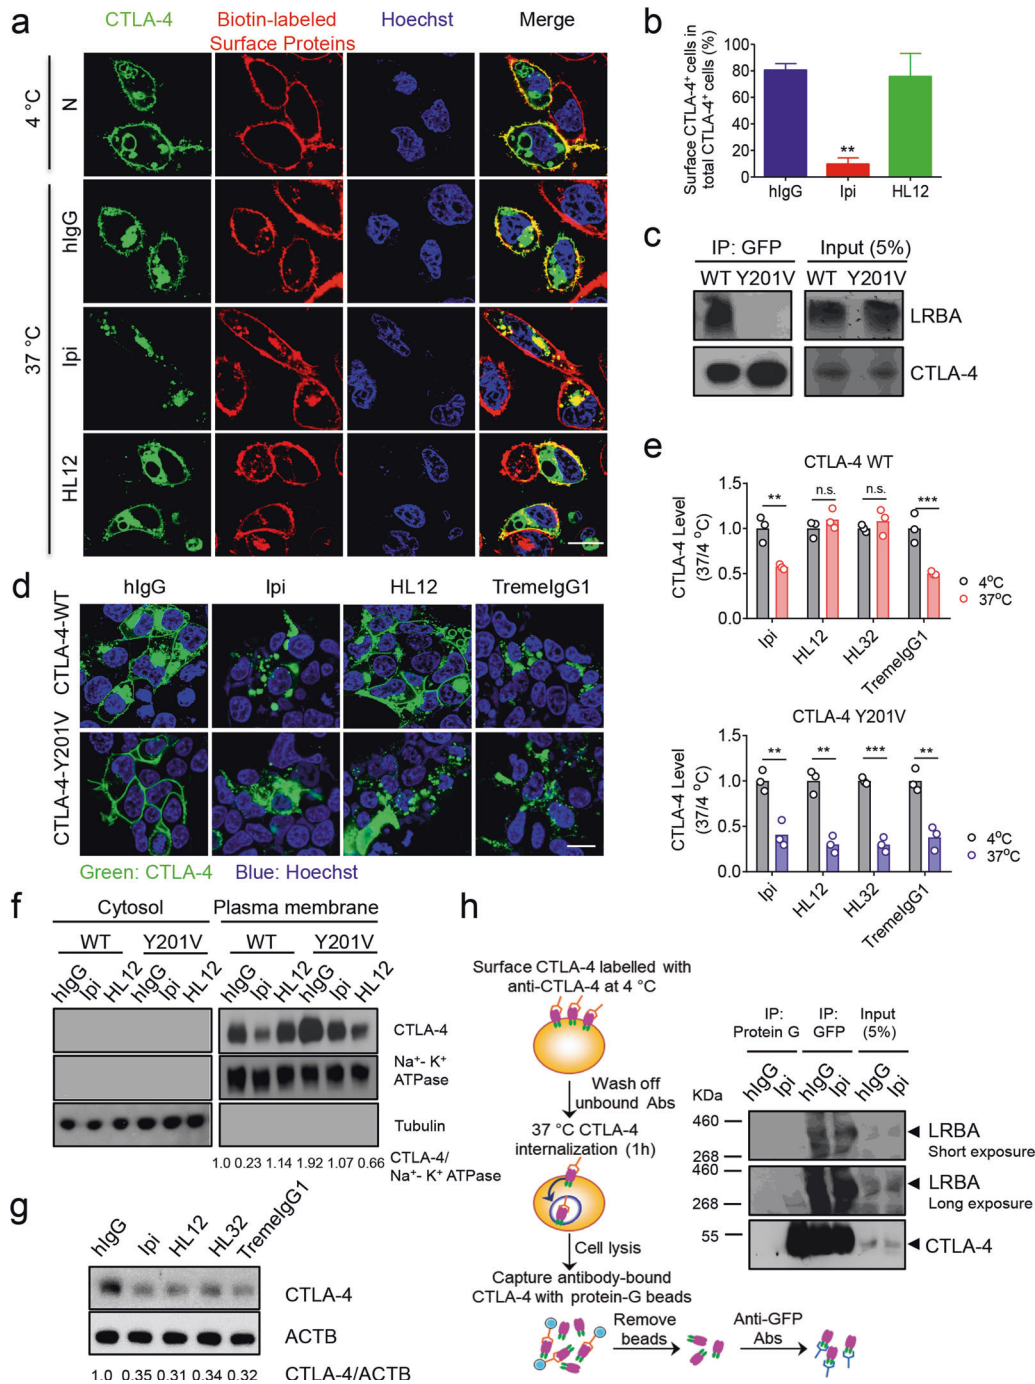 a
CTLA-4
Biotin-labeled
Surface Proteins
Hoechst
Merge
4 °C
N
37 °C
hIgG
Ipi
HL12
b
Surface CTLA-4⁺ cells in
total CTLA-4⁺ cells (%)
100
80
60
40
20
0
**
hIgG
Ipi
HL12
c
IP: GFP
Input (5%)
WT Y201V
WT Y201V
LRBA
CTLA-4
d
hIgG
Ipi
HL12
TremeIgG1
CTLA-4-WT
CTLA-4-Y201V
Green: CTLA-4 Blue: Hoechst
e
CTLA-4 WT
CTLA-4 Level
(37/4 °C)
1.5
1.0
0.5
0.0
**
n.s.
n.s.
***
4°C
37°C
Ipi
HL12
HL32
TremeIgG1
CTLA-4 Y201V
CTLA-4 Level
(37/4 °C)
1.5
1.0
0.5
0.0
**
**
***
**
4°C
37°C
Ipi
HL12
HL32
TremeIgG1
f
Cytosol
Plasma membrane
WT
Y201V
WT
Y201V
hIgG
Ipi
HL12
hIgG
Ipi
HL12
hIgG
Ipi
HL12
hIgG
Ipi
HL12
CTLA-4
Na⁺- K⁺
ATPase
Tubulin
1.0 0.23 1.14 1.92 1.07 0.66
CTLA-4/
Na⁺- K⁺ ATPase
g
hIgG
Ipi
HL12
HL32
TremeIgG1
CTLA-4
ACTB
1.0 0.35 0.31 0.34 0.32
CTLA-4/ACTB
h
Surface CTLA-4 labelled with
anti-CTLA-4 at 4 °C
Wash off
unbound Abs
37 °C CTLA-4
internalization (1h)
Cell lysis
Capture antibody-bound
CTLA-4 with protein-G beads
Remove
beads
Anti-GFP
Abs
IP:
Protein G
IP:
GFP
Input
(5%)
hIgG
Ipi
hIgG
Ipi
hIgG
Ipi
KDa
460
268
LRBA
Short exposure
460
268
LRBA
Long exposure
55
CTLA-4